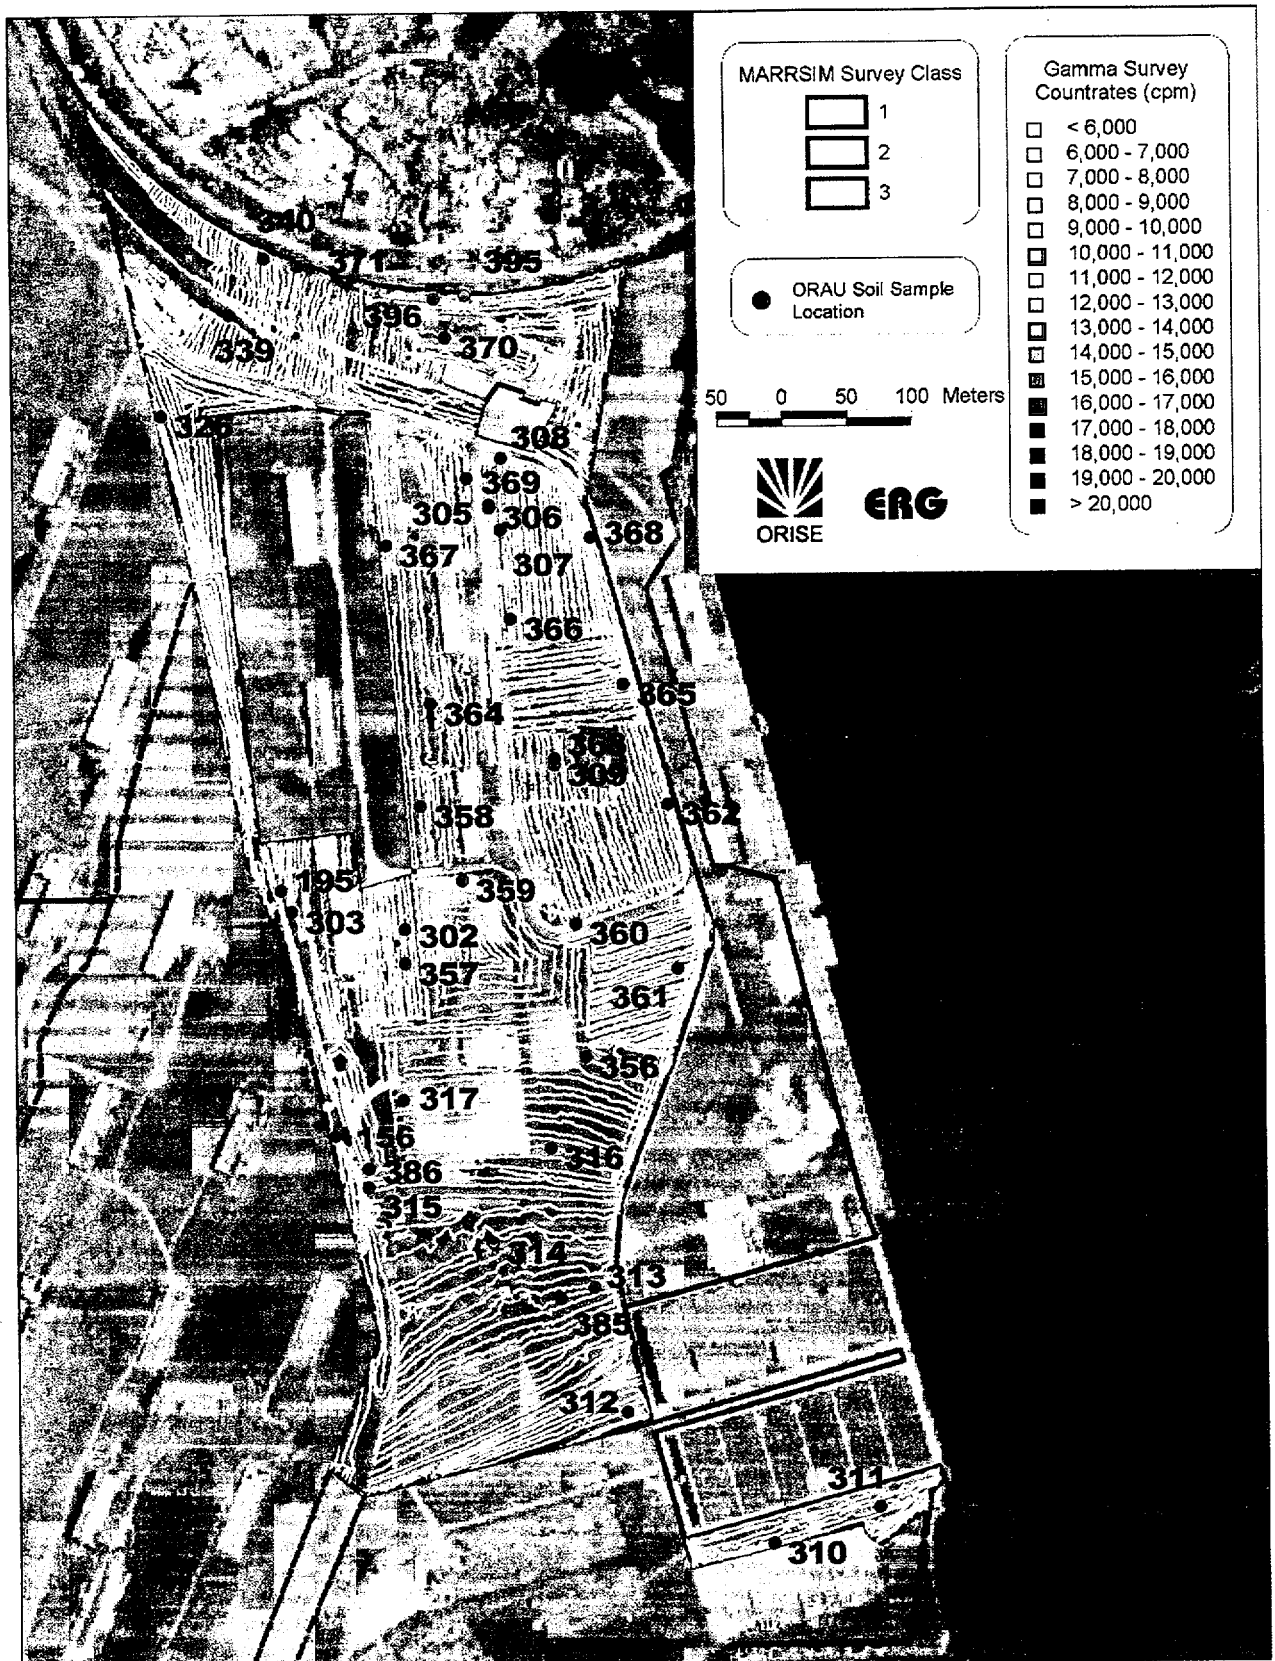 MARRSIM Survey Class
1
2
3
ORAU Soil Sample
Location
50 0 50 100 Meters
ORISE
ERG
Gamma Survey
Countrates (cpm)
< 6,000
6,000 - 7,000
7,000 - 8,000
8,000 - 9,000
9,000 - 10,000
10,000 - 11,000
11,000 - 12,000
12,000 - 13,000
13,000 - 14,000
14,000 - 15,000
15,000 - 16,000
16,000 - 17,000
17,000 - 18,000
18,000 - 19,000
19,000 - 20,000
> 20,000
340
371
395
396
339
370
326
308
369
305
306
367
368
307
366
365
364
309
358
362
195
359
303
302
360
357
361
356
317
316
386
315
314
313
385
312
311
310